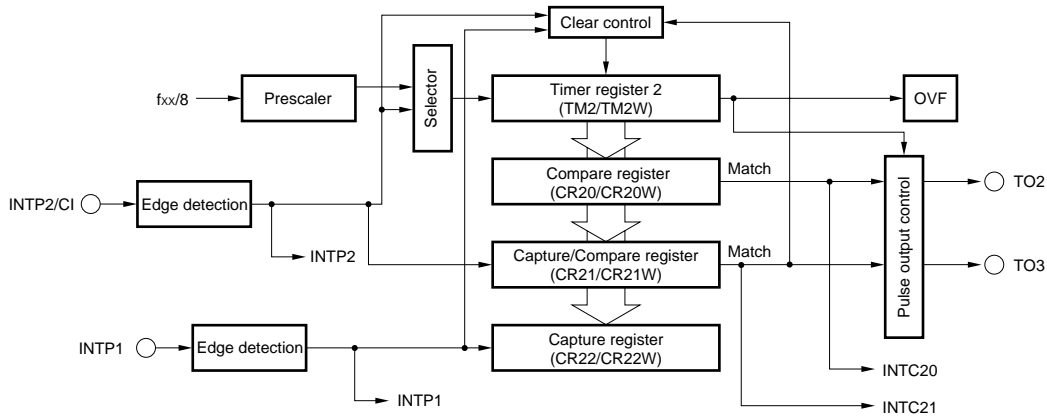 Clear control
fxx/8
Prescaler
Selector
Timer register 2
(TM2/TM2W)
OVF
Compare register
(CR20/CR20W)
Match
INTP2/CI
Edge detection
INTP2
Capture/Compare register
(CR21/CR21W)
Match
Pulse output control
TO2
TO3
INTP1
Edge detection
INTP1
Capture register
(CR22/CR22W)
INTC20
INTC21